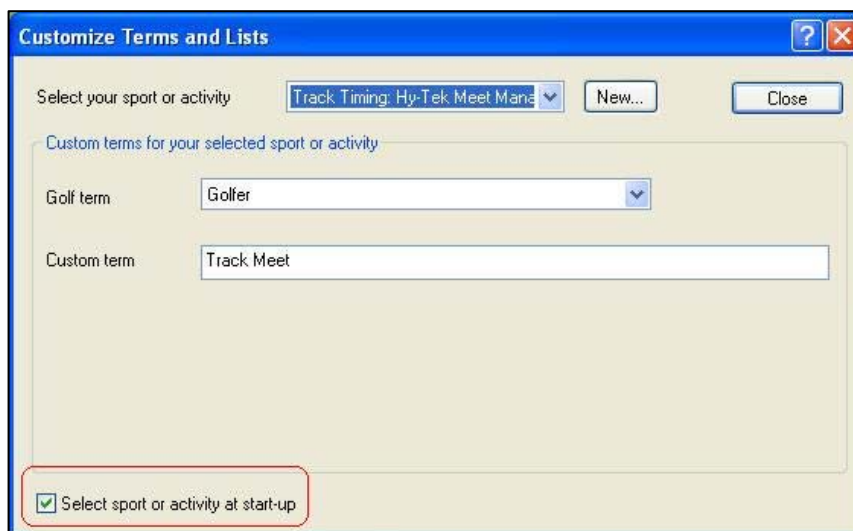 Customize Terms and Lists
Select your sport or activity Track Timing: Hy-Tek Meet Mana New... Close
Custom terms for your selected sport or activity
Golf term Golfer
Custom term Track Meet
Select sport or activity at start-up